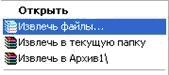 Открыть
Извлечь файлы...
Извлечь в текущую папку
Извлечь в Архив1\